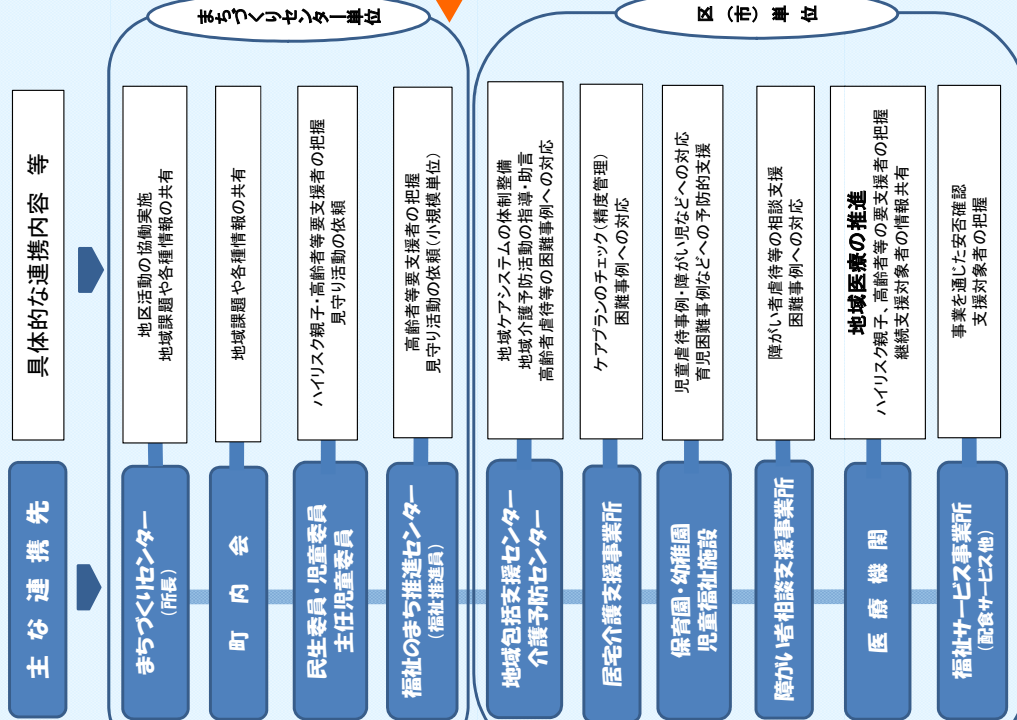 主な連携先
具体的な連携内容 等
まちづくりセンター単位
まちづくりセンター
(所長)
地区活動の協働実施
地域課題や各種情報の共有
町内会
地域課題や各種情報の共有
民生委員・児童委員
主任児童委員
ハイリスク親子・高齢者等要支援者の把握
見守り活動の依頼
福祉のまち推進センター
(福祉推進員)
高齢者等要支援者の把握
見守り活動の依頼(小規模単位)
区(市)単位
地域包括支援センター
介護予防センター
地域ケアシステムの体制整備
地域介護予防活動の指導・助言
高齢者虐待等の困難事例への対応
居宅介護支援事業所
ケアプランのチェック(精度管理)
困難事例への対応
保育園・幼稚園
児童福祉施設
児童虐待事例・障がい児などへの対応
育児困難事例などへの予防的支援
障がい者相談支援事業所
障がい者虐待等の相談支援
困難事例への対応
医療機関
地域医療の推進
ハイリスク親子、高齢者等の要支援者の把握
継続支援対象者の情報共有
福祉サービス事業所
(配食サービス他)
事業を通じた安否確認
支援対象者の把握